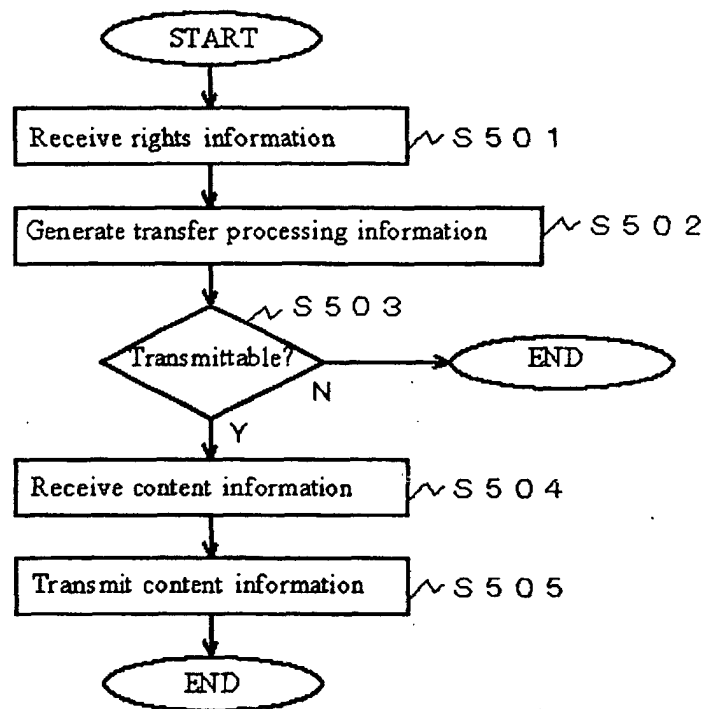 START
Receive rights information
S501
Generate transfer processing information
S502
S503
Transmittable?
END
N
Y
Receive content information
S504
Transmit content information
S505
END